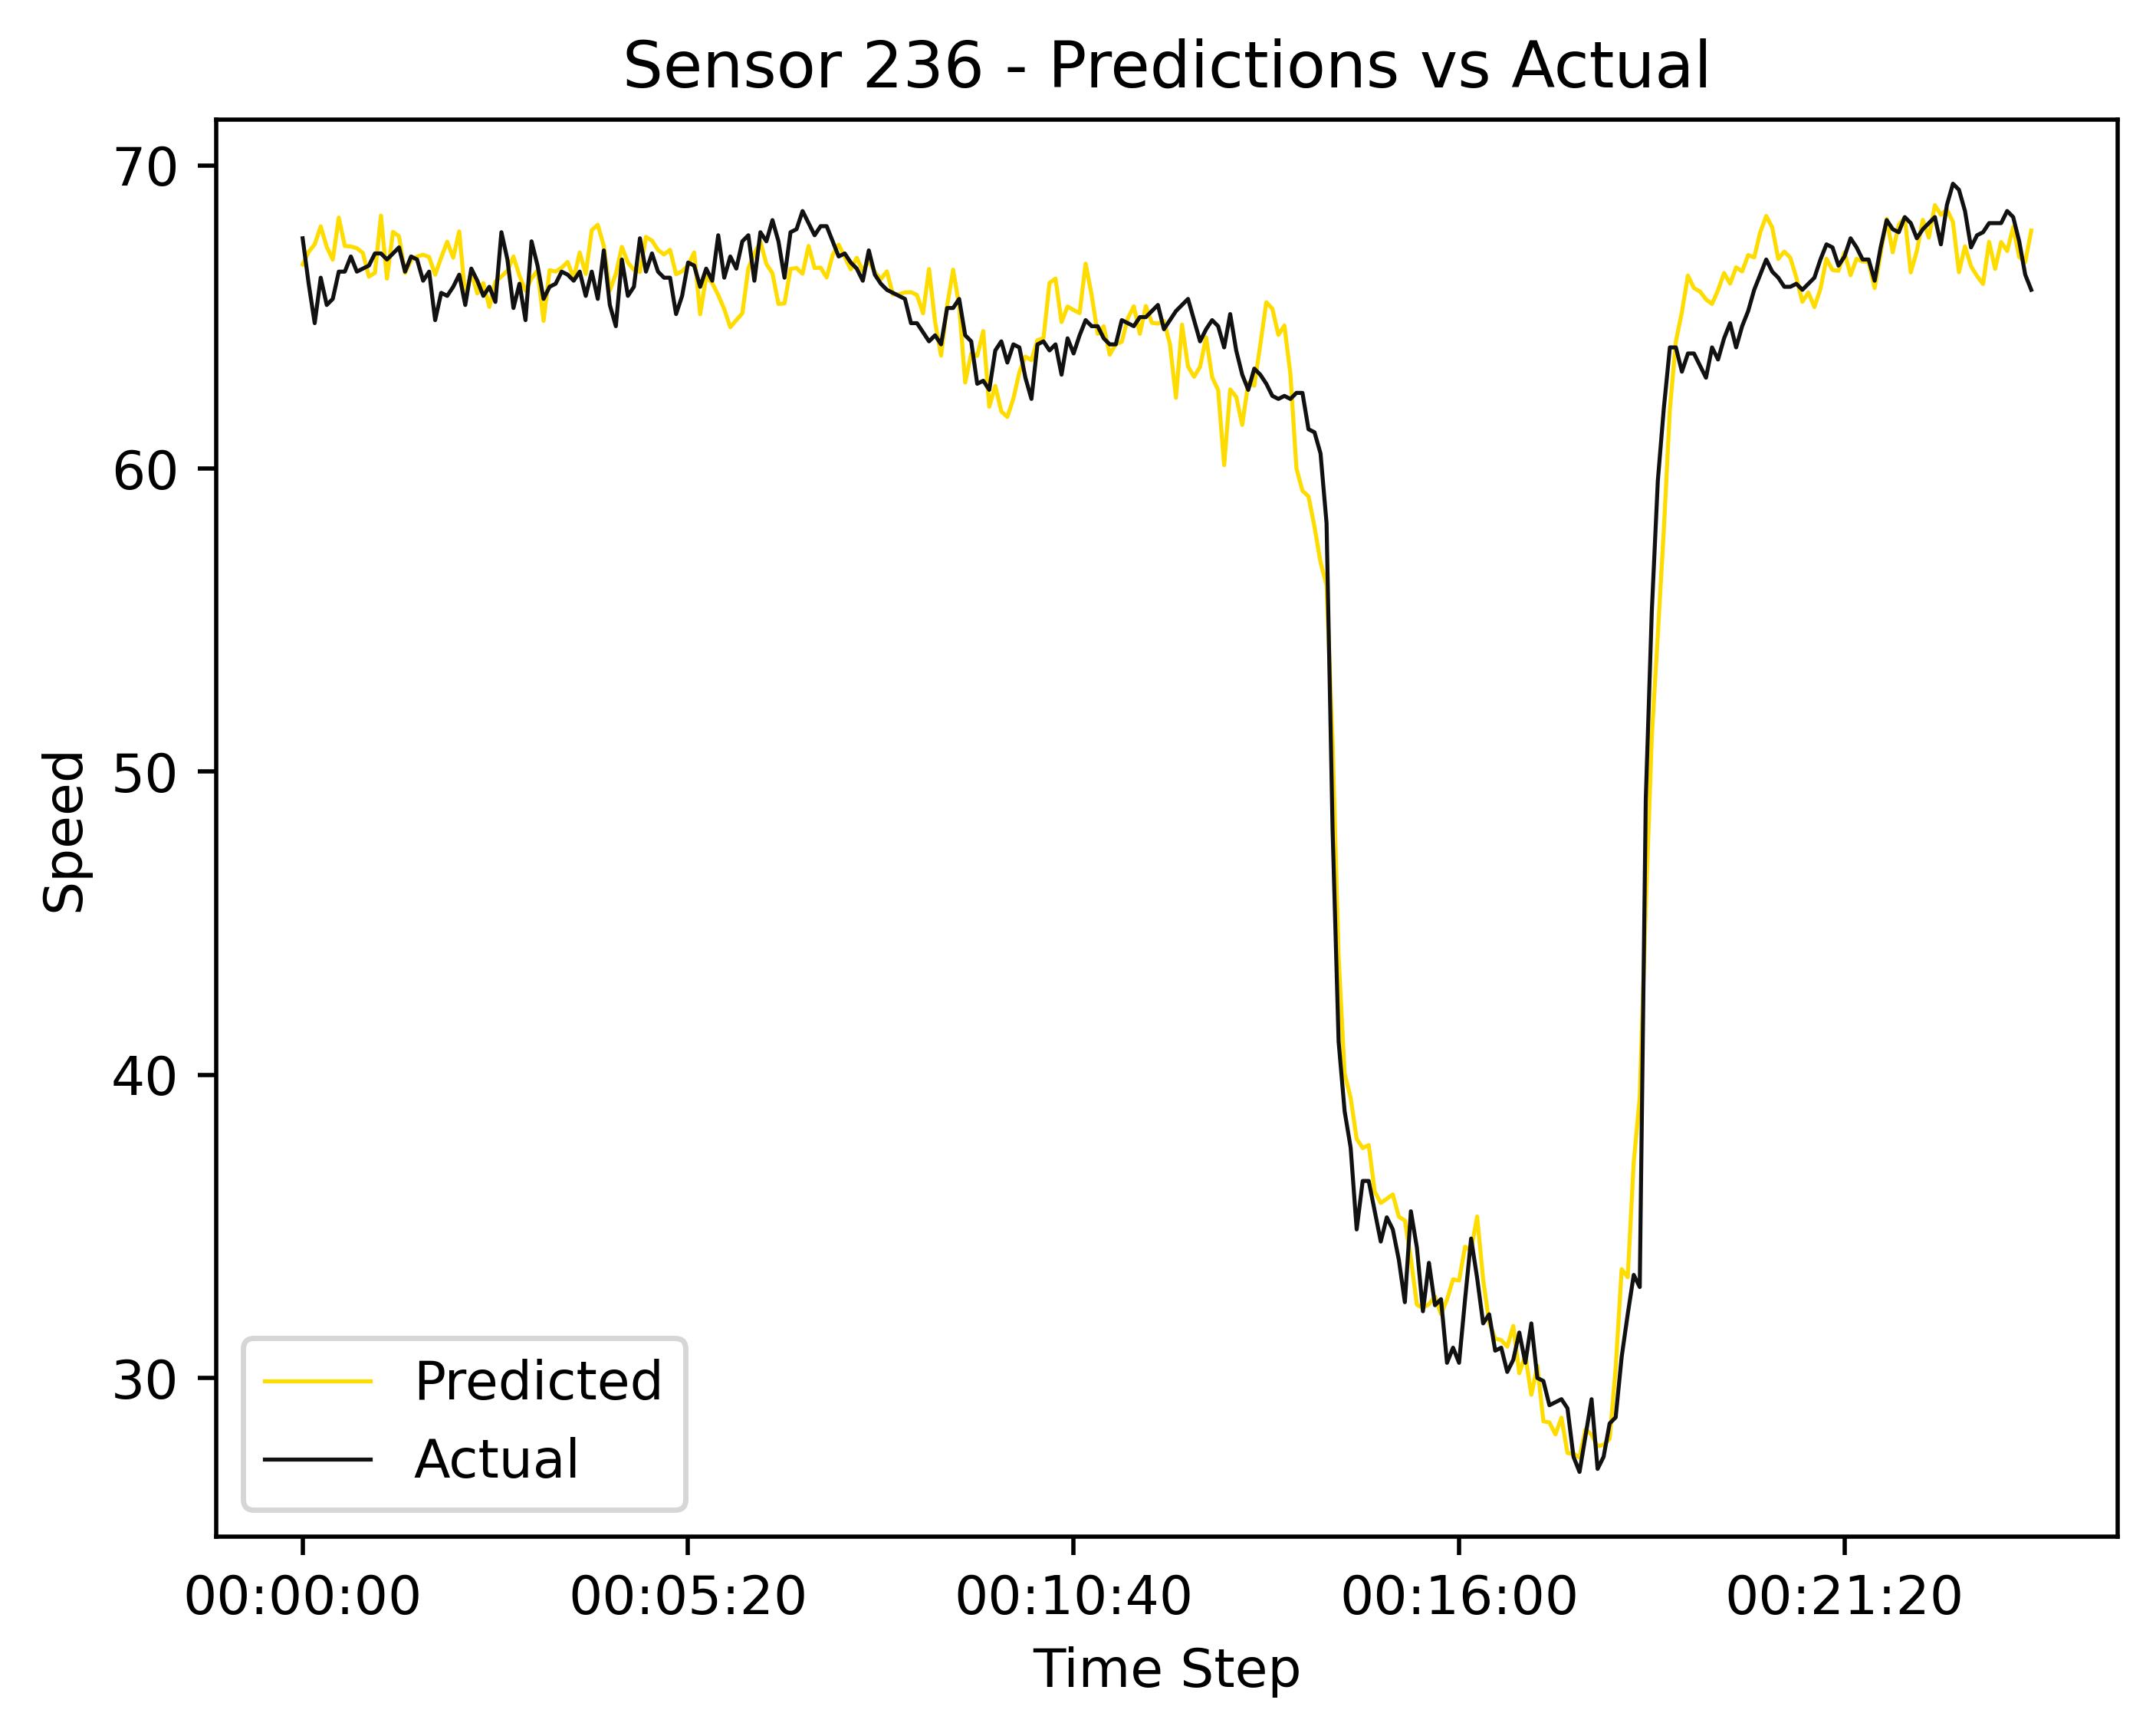 Sensor 236 - Predictions vs Actual
70
60
50
40
30
Speed
Predicted
Actual
00:00:00 00:05:20 00:10:40 00:16:00 00:21:20
Time Step